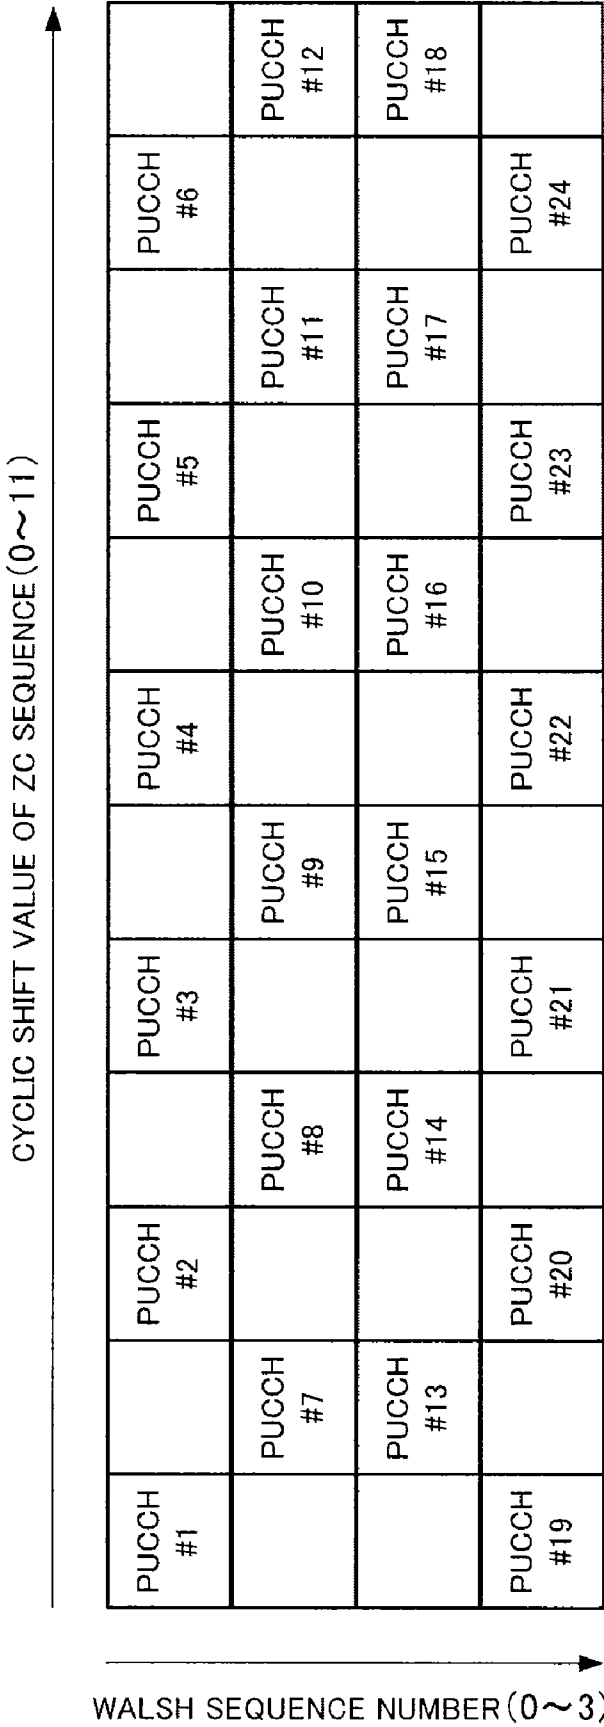 CYCLIC SHIFT VALUE OF ZC SEQUENCE(0～11)
PUCCH
#1
PUCCH
#2
PUCCH
#3
PUCCH
#4
PUCCH
#5
PUCCH
#6
PUCCH
#7
PUCCH
#8
PUCCH
#9
PUCCH
#10
PUCCH
#11
PUCCH
#12
PUCCH
#13
PUCCH
#14
PUCCH
#15
PUCCH
#16
PUCCH
#17
PUCCH
#18
PUCCH
#19
PUCCH
#20
PUCCH
#21
PUCCH
#22
PUCCH
#23
PUCCH
#24
WALSH SEQUENCE NUMBER(0～3)